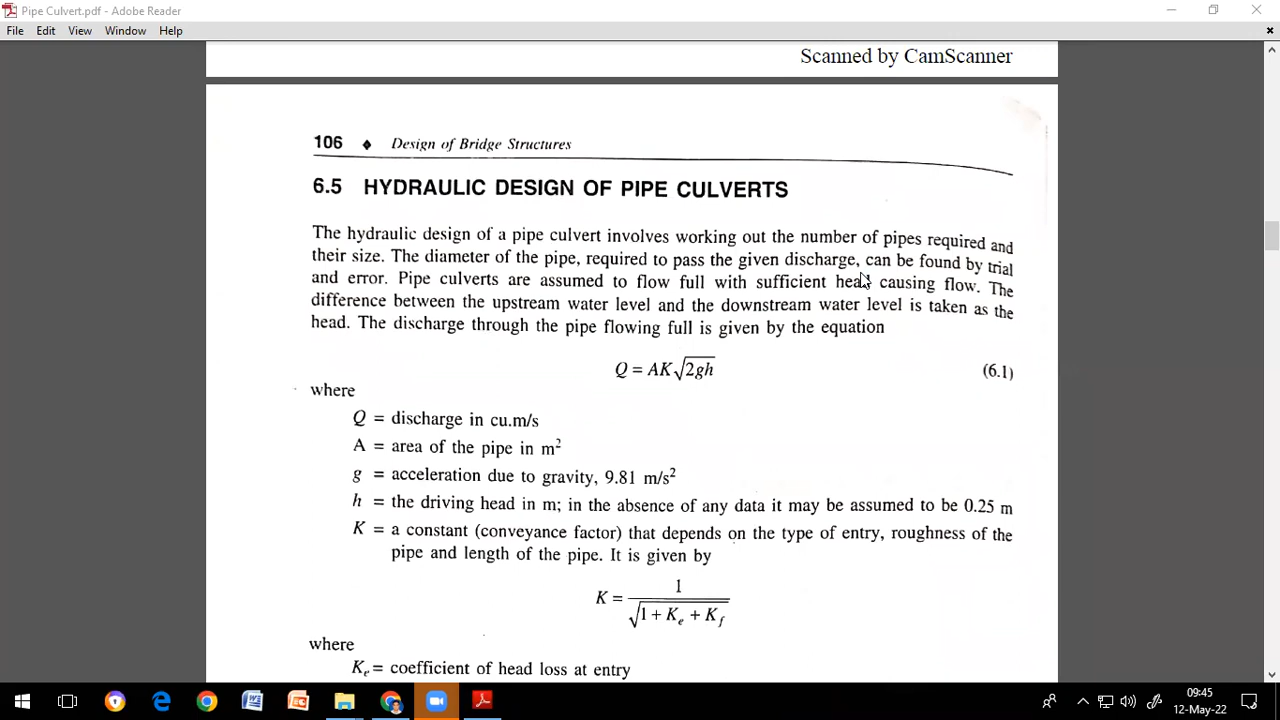 Pipe Culvert.pdf - Adobe Reader
File Edit View Window Help
Scanned by CamScanner
106 ◆ Design of Bridge Structures
6.5 HYDRAULIC DESIGN OF PIPE CULVERTS
The hydraulic design of a pipe culvert involves working out the number of pipes required and
their size. The diameter of the pipe, required to pass the given discharge, can be found by trial
and error. Pipe culverts are assumed to flow full with sufficient head causing flow. The
difference between the upstream water level and the downstream water level is taken as the
head. The discharge through the pipe flowing full is given by the equation
Q = AK√2gh (6.1)
where
Q = discharge in cu.m/s
A = area of the pipe in m²
g = acceleration due to gravity, 9.81 m/s²
h = the driving head in m; in the absence of any data it may be assumed to be 0.25 m
K = a constant (conveyance factor) that depends on the type of entry, roughness of the
pipe and length of the pipe. It is given by
K = 1 / √1 + Kₑ + K_f
where
Kₑ = coefficient of head loss at entry
09:45
12-May-22